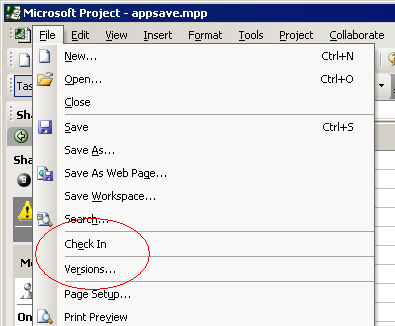 Microsoft Project - appsave.mpp
File Edit View Insert Format Tools Project Collaborate
New... Ctrl+N
Open... Ctrl+O
Close
Save Ctrl+S
Save As...
Save As Web Page...
Save Workspace...
Search...
Check In
Versions...
Page Setup...
Print Preview
Tas
Sha
Sha
On